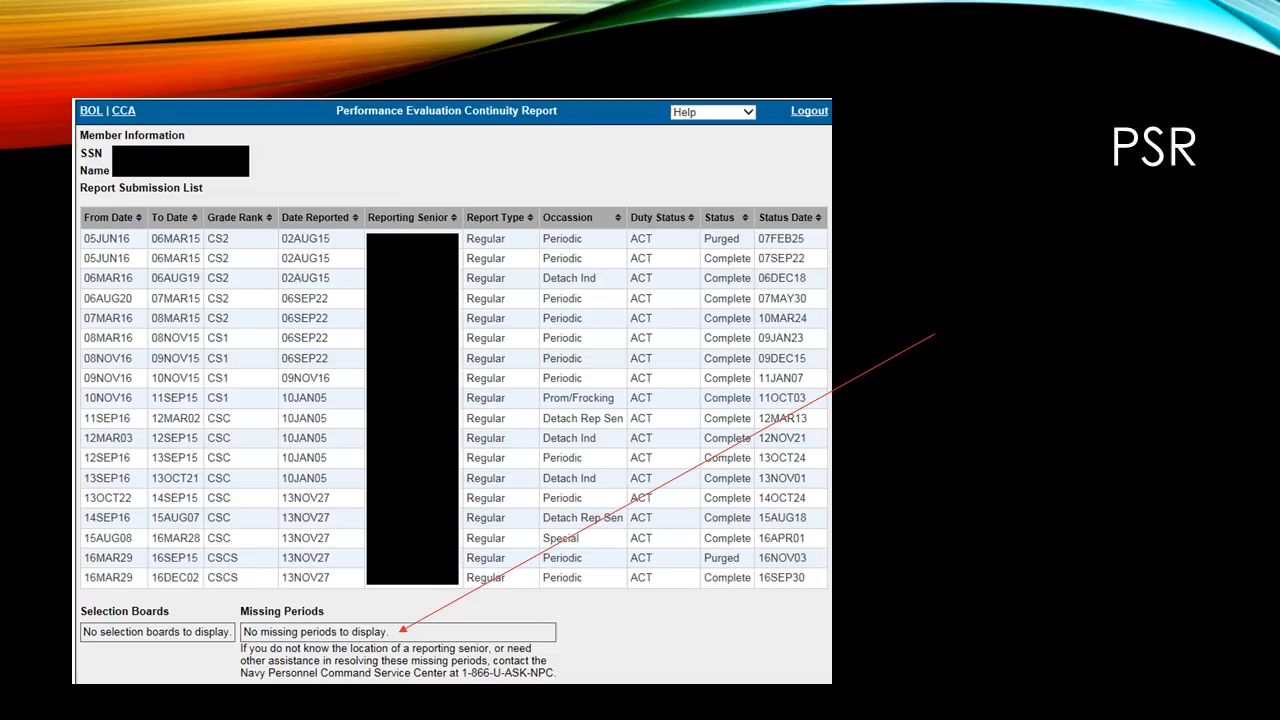 PSR
BOL | CCA Performance Evaluation Continuity Report Help Logout
Member Information
SSN
Name
Report Submission List
From Date To Date Grade Rank Date Reported Reporting Senior Report Type Occassion Duty Status Status Status Date
05JUN16 06MAR15 CS2 02AUG15 Regular Periodic ACT Purged 07FEB25
05JUN16 06MAR15 CS2 02AUG15 Regular Periodic ACT Complete 07SEP22
06MAR16 06AUG19 CS2 02AUG15 Regular Detach Ind ACT Complete 06DEC18
06AUG20 07MAR15 CS2 06SEP22 Regular Periodic ACT Complete 07MAY30
07MAR16 08MAR15 CS2 06SEP22 Regular Periodic ACT Complete 10MAR24
08MAR16 08NOV15 CS1 06SEP22 Regular Periodic ACT Complete 09JAN23
08NOV16 09NOV15 CS1 06SEP22 Regular Periodic ACT Complete 09DEC15
09NOV16 10NOV15 CS1 09NOV16 Regular Periodic ACT Complete 11JAN07
10NOV16 11SEP15 CS1 10JAN05 Regular Prom/Frocking ACT Complete 11OCT03
11SEP16 12MAR02 CSC 10JAN05 Regular Detach Rep Sen ACT Complete 12MAR13
12MAR03 12SEP15 CSC 10JAN05 Regular Detach Ind ACT Complete 12NOV21
12SEP16 13SEP15 CSC 10JAN05 Regular Periodic ACT Complete 13OCT24
13SEP16 13OCT21 CSC 10JAN05 Regular Detach Ind ACT Complete 13NOV01
13OCT22 14SEP15 CSC 13NOV27 Regular Periodic ACT Complete 14OCT24
14SEP16 15AUG07 CSC 13NOV27 Regular Detach Rep Sen ACT Complete 15AUG18
15AUG08 16MAR28 CSC 13NOV27 Regular Special ACT Complete 16APR01
16MAR29 16SEP15 CSCS 13NOV27 Regular Periodic ACT Purged 16NOV03
16MAR29 16DEC02 CSCS 13NOV27 Regular Periodic ACT Complete 16SEP30
Selection Boards Missing Periods
No selection boards to display. No missing periods to display.
If you do not know the location of a reporting senior, or need
other assistance in resolving these missing periods, contact the
Navy Personnel Command Service Center at 1-866-U-ASK-NPC.